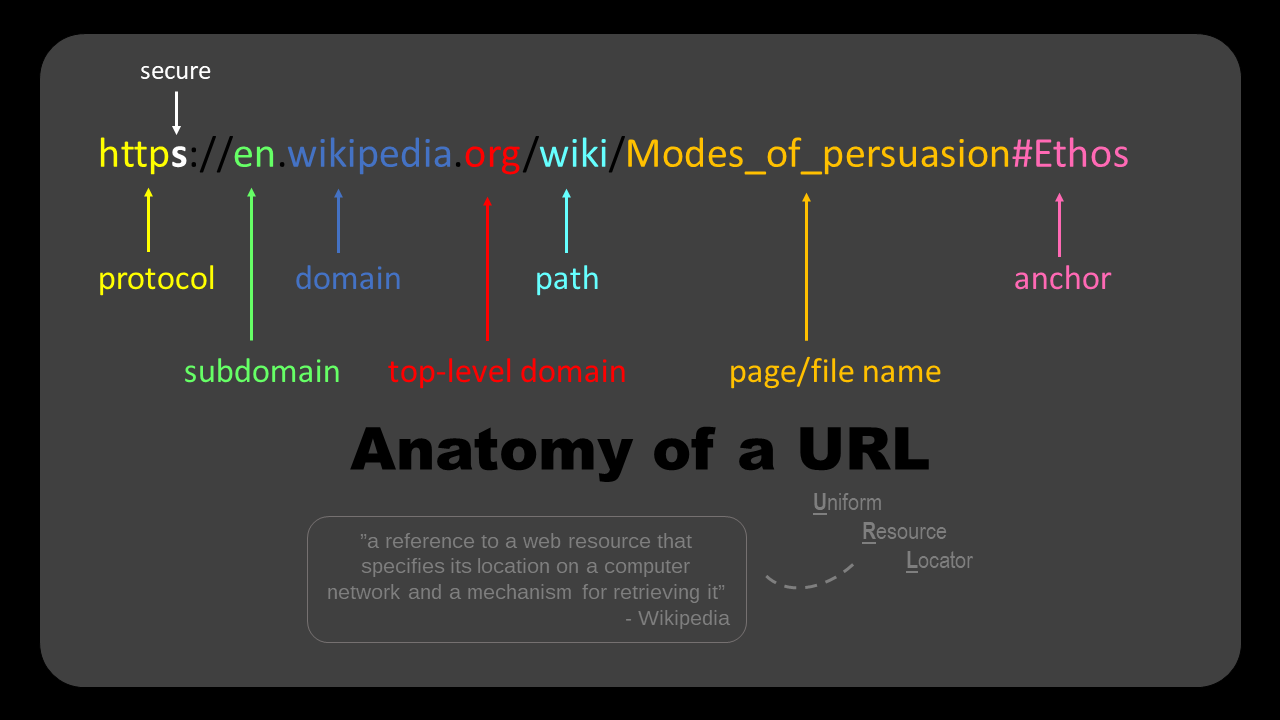 secure
https://en.wikipedia.org/wiki/Modes_of_persuasion#Ethos
protocol domain path anchor
subdomain top-level domain page/file name
Anatomy of a URL
Uniform
Resource
Locator
”a reference to a web resource that
specifies its location on a computer
network and a mechanism for retrieving it”
- Wikipedia